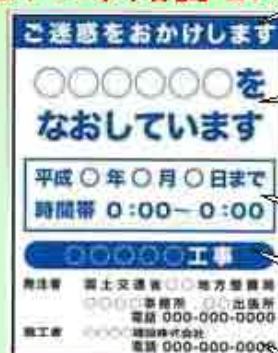 ご迷惑をおかけします
○○○○○○を
なおしています
平成○年○月○日まで
時間帯 0:00~0:00
○○○○○工事
発注者 国土交通省○○地方整備局
○○○○事務所 ○○出張所
電話 000-000-0000
施工者 ○○○○建設株式会社
電話 000-000-0000